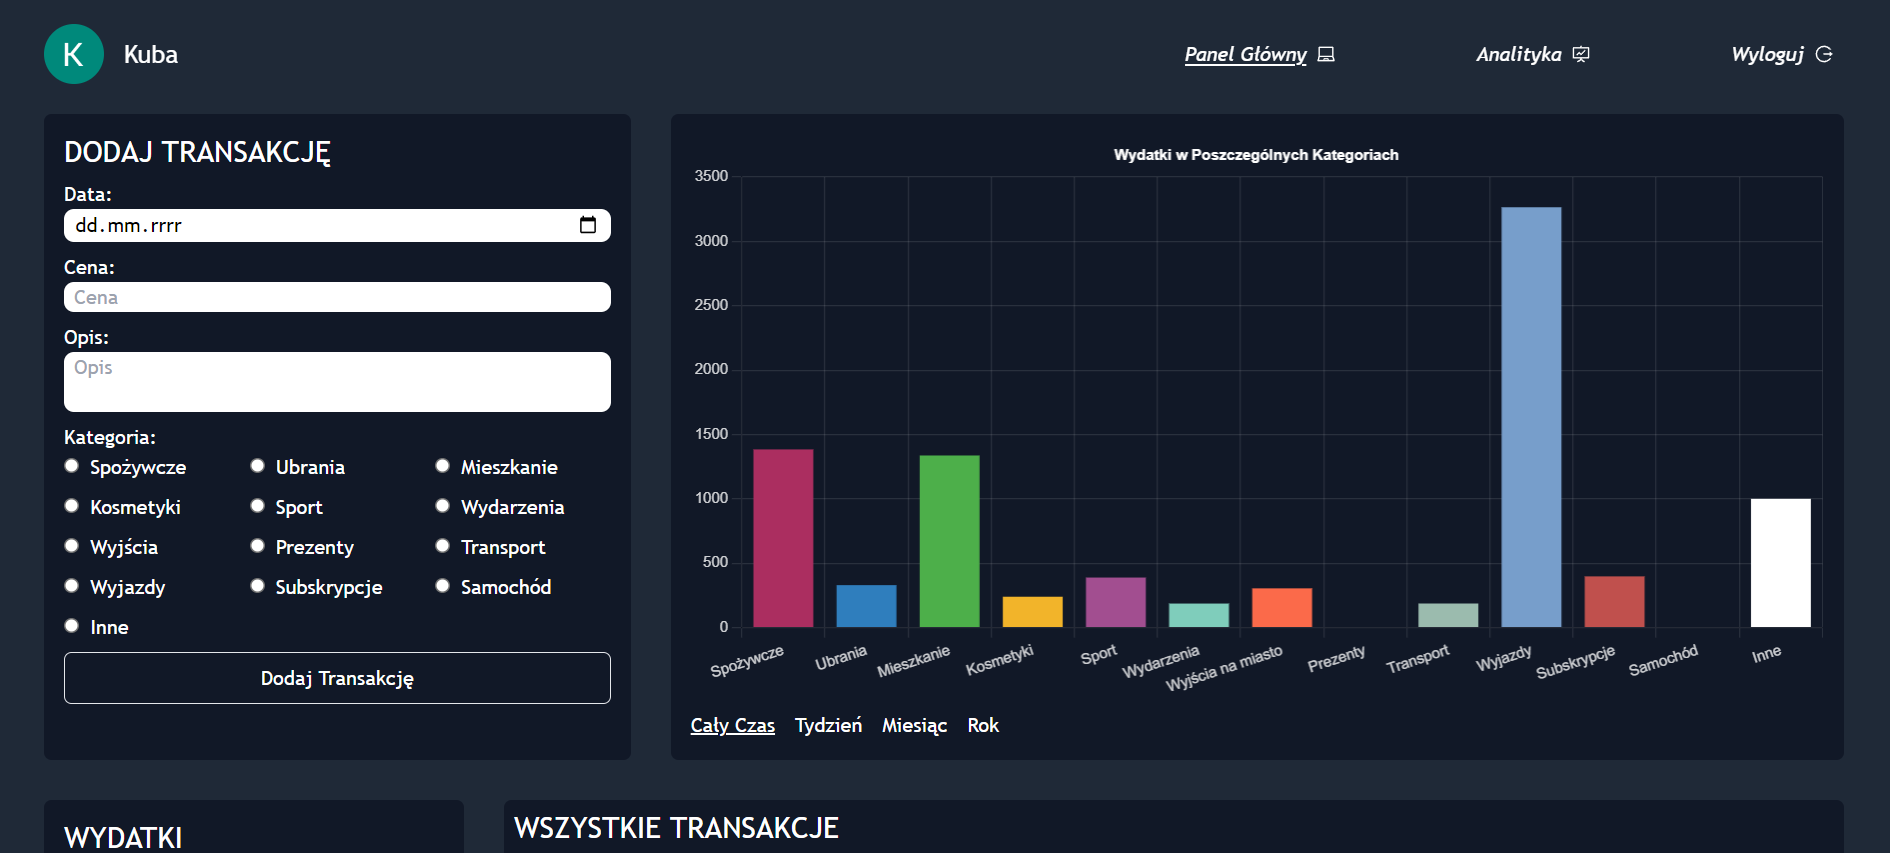 K
Kuba
Panel Główny
Analityka
Wyloguj
DODAJ TRANSAKCJĘ
Data:
dd.mm.rrrr
Cena:
Cena
Opis:
Opis
Kategoria:
Spożywcze Ubrania Mieszkanie
Kosmetyki Sport Wydarzenia
Wyjścia Prezenty Transport
Wyjazdy Subskrypcje Samochód
Inne
Dodaj Transakcję
Wydatki w Poszczególnych Kategoriach
3500
3000
2500
2000
1500
1000
500
0
Spożywcze Ubrania Mieszkanie Kosmetyki Sport Wydarzenia Wyjścia na miasto Prezenty Transport Wyjazdy Subskrypcje Samochód Inne
Cały Czas Tydzień Miesiąc Rok
WYDATKI
WSZYSTKIE TRANSAKCJE